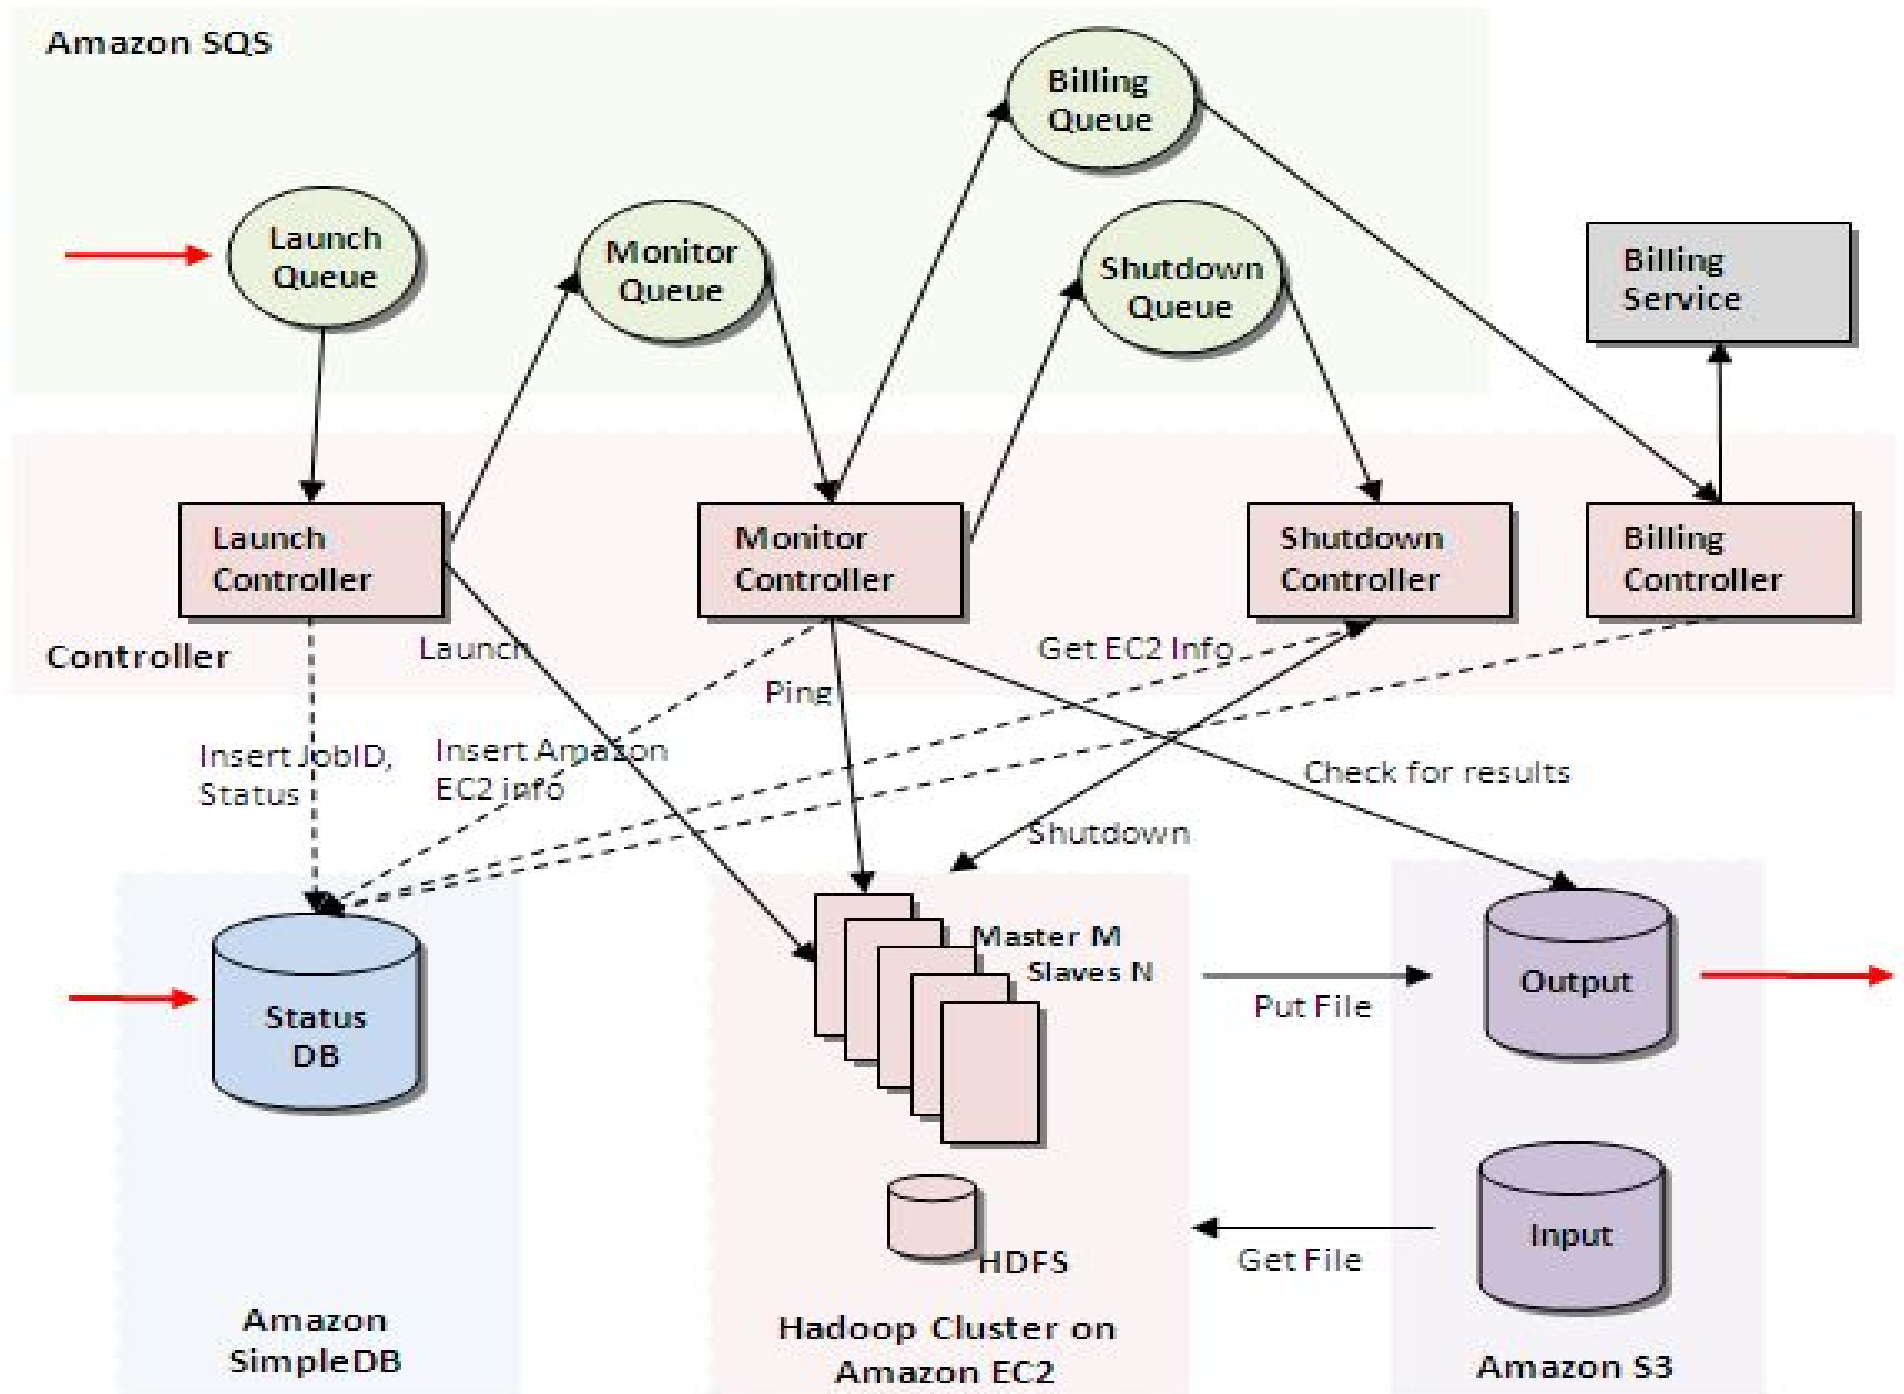 Amazon SQS
Billing
Queue
Launch
Queue
Monitor
Queue
Shutdown
Queue
Billing
Service
Launch
Controller
Monitor
Controller
Shutdown
Controller
Billing
Controller
Controller
Launch
Ping
Get EC2 Info
Insert JobID,
Status
Insert Amazon
EC2 info
Check for results
Shutdown
Master M
Slaves N
Put File
Output
Status
DB
Input
Get File
HDFS
Amazon
SimpleDB
Hadoop Cluster on
Amazon EC2
Amazon S3